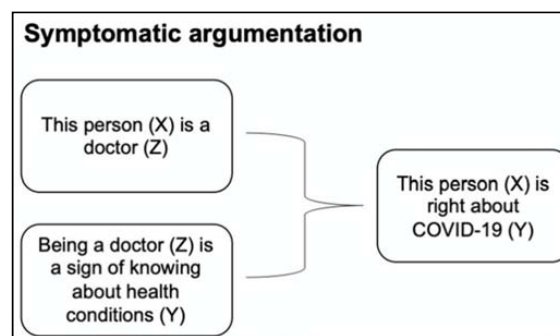 Symptomatic argumentation
This person (X) is a
doctor (Z)
Being a doctor (Z) is
a sign of knowing
about health
conditions (Y)
This person (X) is
right about
COVID-19 (Y)